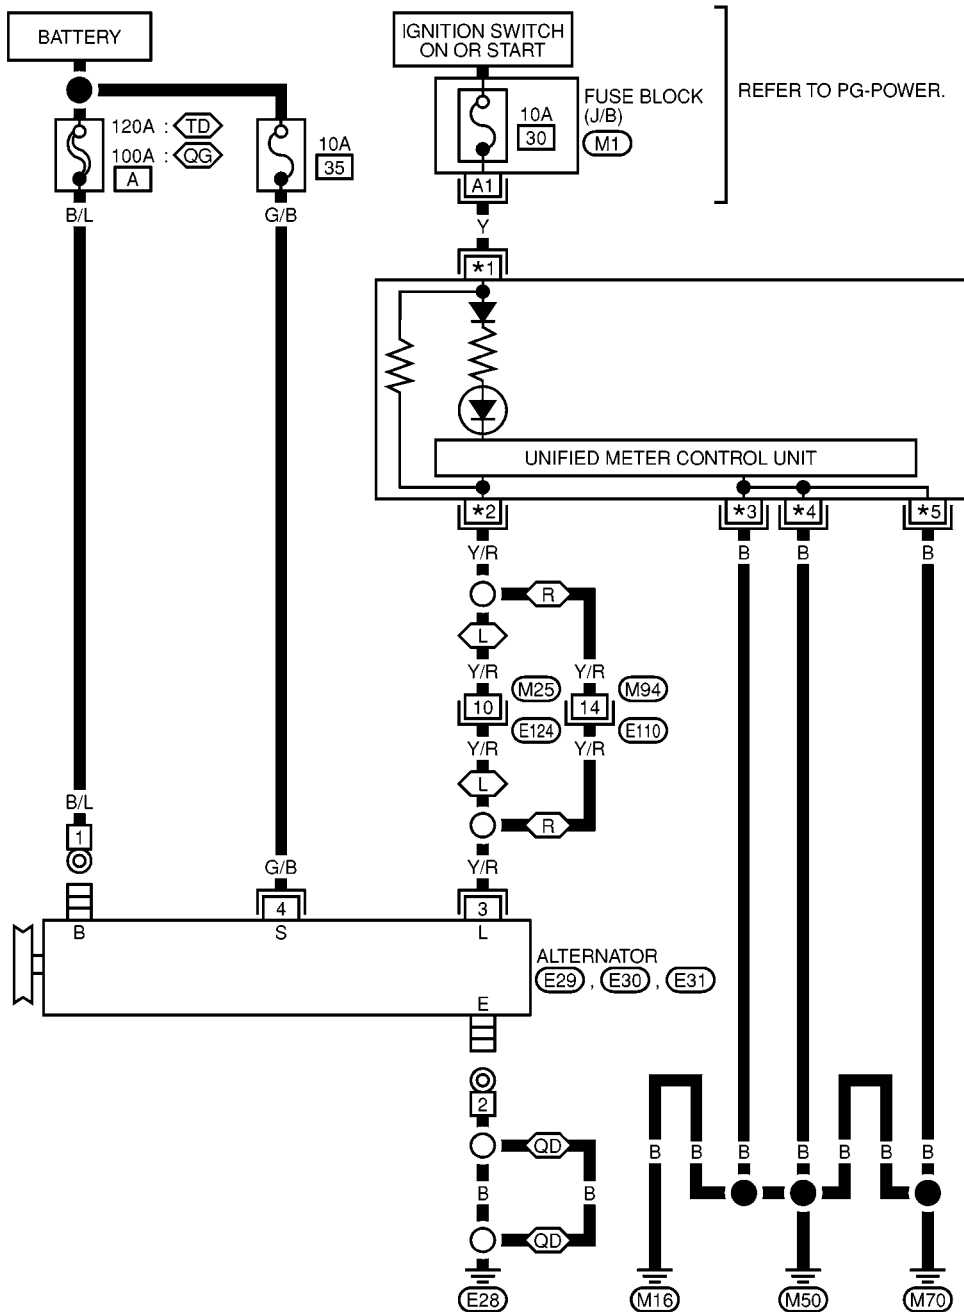 BATTERY
IGNITION SWITCH
ON OR START
REFER TO PG-POWER.
120A : TD
100A : QG
A
10A
35
10A
30
FUSE BLOCK
(J/B)
M1
A1
B/L
G/B
Y
*1
UNIFIED METER CONTROL UNIT
*2
*3
*4
*5
Y/R
B
B
B
R
L
Y/R
Y/R
10
M25
14
M94
E124
E110
Y/R
Y/R
L
R
B/L
1
G/B
Y/R
4
3
B
S
L
ALTERNATOR
E29 , E30 , E31
E
2
QD
B
B
QD
B
B
B
B
B
B
B
E28
M16
M50
M70